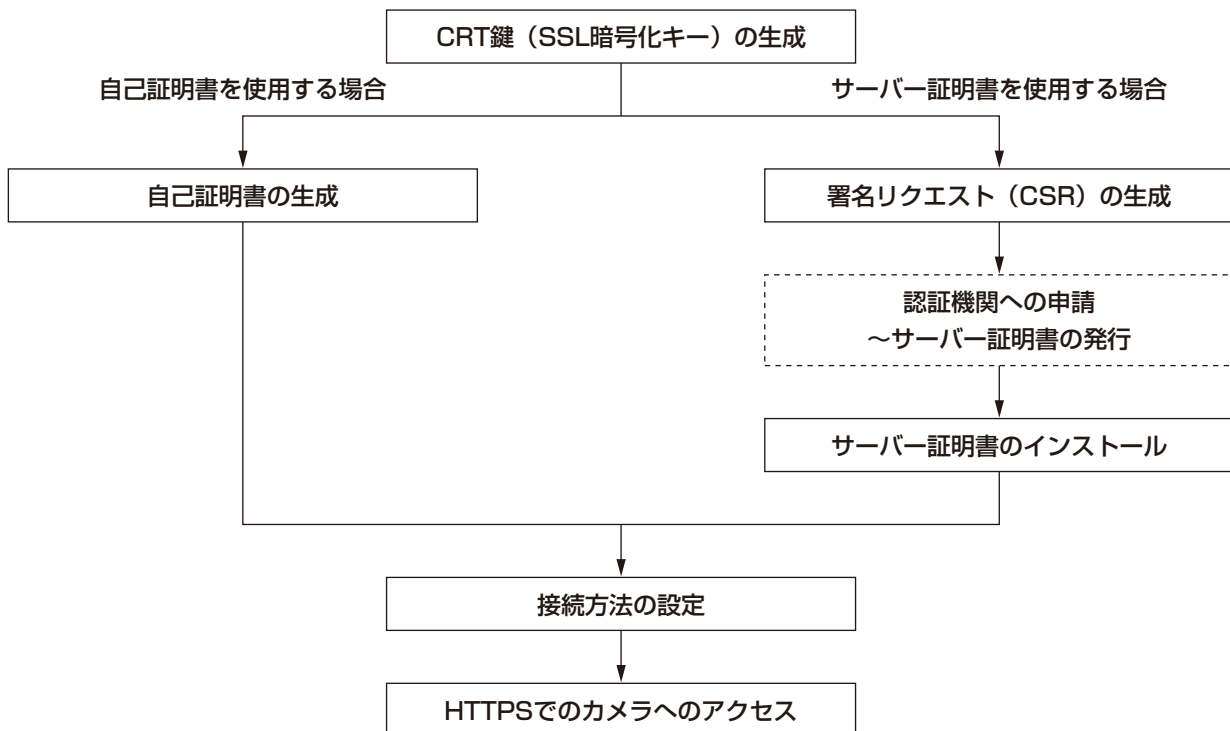 CRT鍵（SSL暗号化キー）の生成
自己証明書を使用する場合
サーバー証明書を使用する場合
自己証明書の生成
署名リクエスト（CSR）の生成
認証機関への申請
～サーバー証明書の発行
サーバー証明書のインストール
接続方法の設定
HTTPSでのカメラへのアクセス